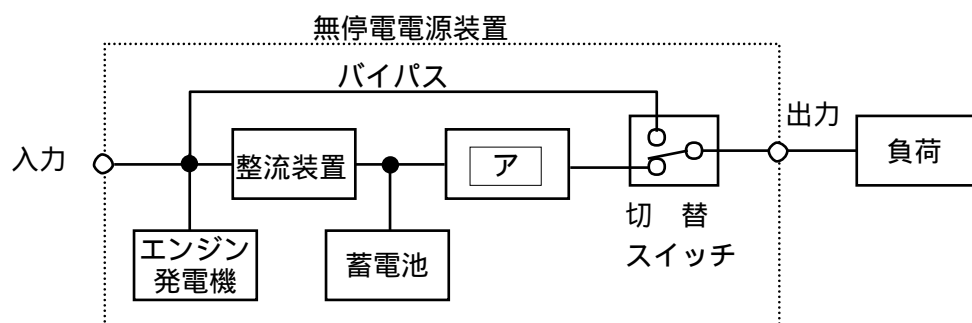 無停電電源装置
バイパス
入力
整流装置
ア
出力
負荷
切 替
スイッチ
エンジン
発電機
蓄電池